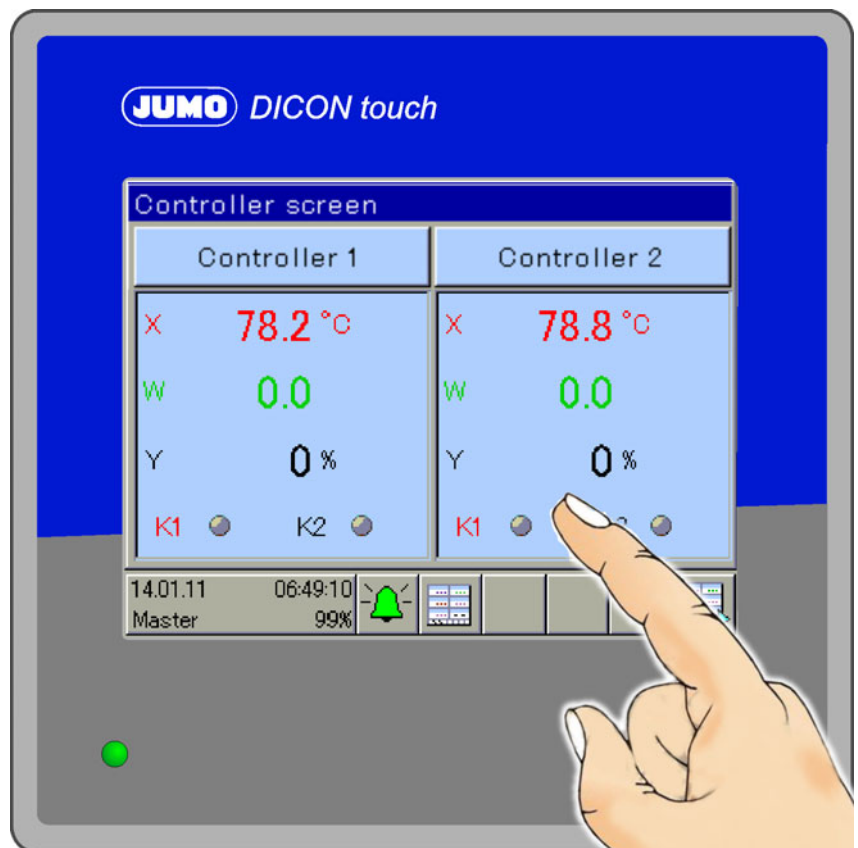 JUMO DICON touch
Controller screen
Controller 1 Controller 2
X 78.2 °C X 78.8 °C
W 0.0 W 0.0
Y 0 % Y 0 %
K1 K2 K1
14.01.11 06:49:10
Master 99%